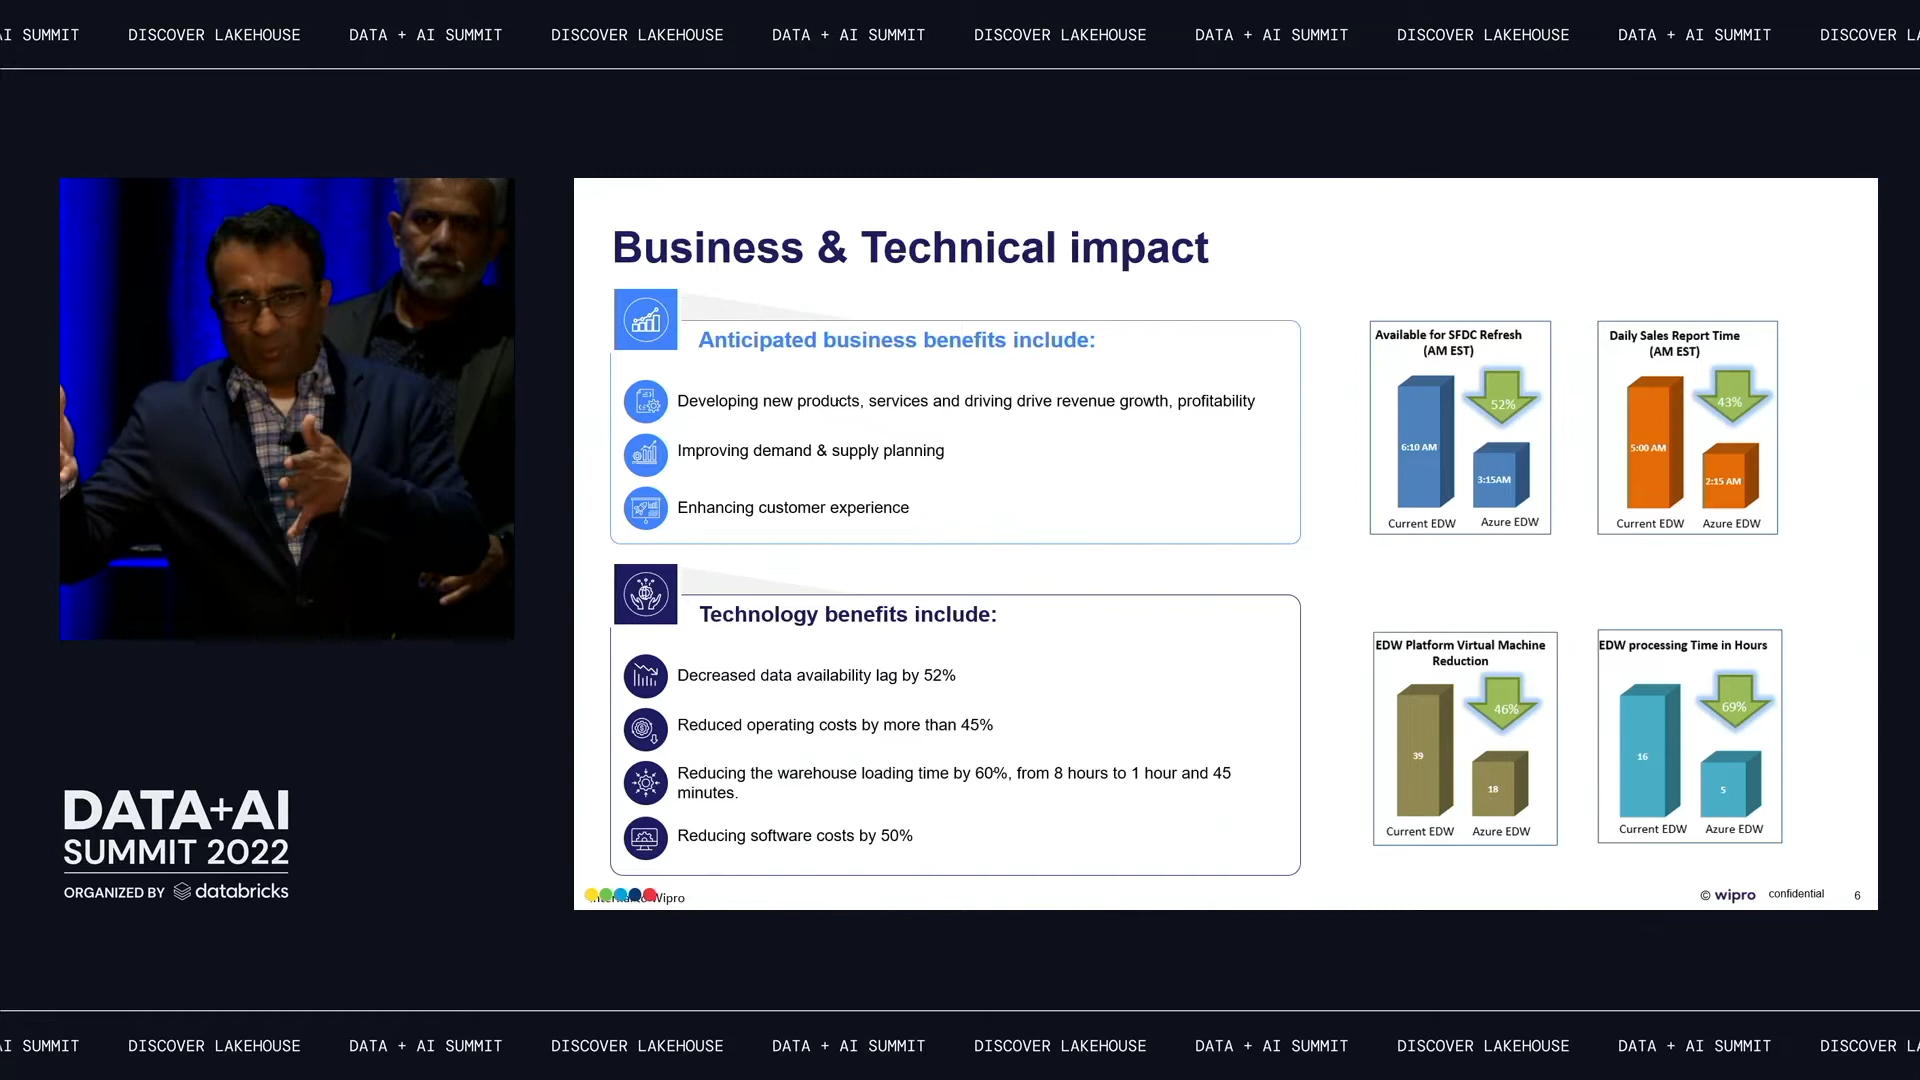 AI SUMMIT DISCOVER LAKEHOUSE DATA + AI SUMMIT DISCOVER LAKEHOUSE DATA + AI SUMMIT DISCOVER LAKEHOUSE DATA + AI SUMMIT DISCOVER LAKEHOUSE DATA + AI SUMMIT DISCOVER LA
Business & Technical impact
Anticipated business benefits include:
Developing new products, services and driving drive revenue growth, profitability
Improving demand & supply planning
Enhancing customer experience
Available for SFDC Refresh
(AM EST)
52%
6:10 AM
3:15AM
Current EDW Azure EDW
Daily Sales Report Time
(AM EST)
43%
5:00 AM
2:15 AM
Current EDW Azure EDW
Technology benefits include:
Decreased data availability lag by 52%
Reduced operating costs by more than 45%
Reducing the warehouse loading time by 60%, from 8 hours to 1 hour and 45
minutes.
Reducing software costs by 50%
EDW Platform Virtual Machine
Reduction
46%
39
18
Current EDW Azure EDW
EDW processing Time in Hours
69%
16
5
Current EDW Azure EDW
Wipro
© wipro confidential 6
DATA+AI
SUMMIT 2022
ORGANIZED BY databricks
AI SUMMIT DISCOVER LAKEHOUSE DATA + AI SUMMIT DISCOVER LAKEHOUSE DATA + AI SUMMIT DISCOVER LAKEHOUSE DATA + AI SUMMIT DISCOVER LAKEHOUSE DATA + AI SUMMIT DISCOVER LA